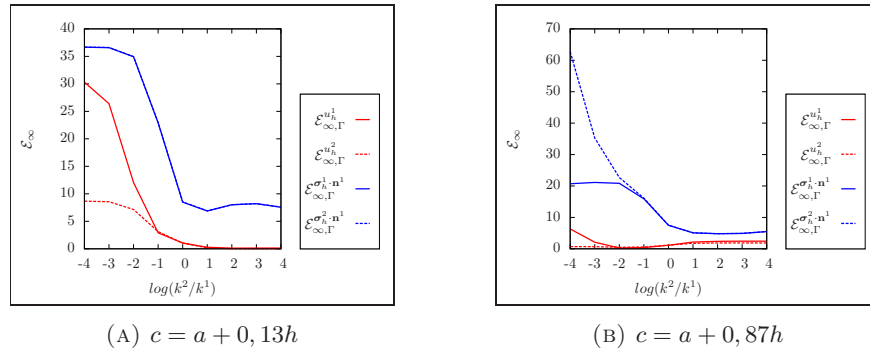 40
35
30
25
20
15
10
5
0
ℰ∞
-4 -3 -2 -1 0 1 2 3 4
log(k²/k¹)
ℰ^{u_h^1}_{∞,Γ}
ℰ^{u_h^2}_{∞,Γ}
ℰ^{σ_h^1·n^1}_{∞,Γ}
ℰ^{σ_h^2·n^1}_{∞,Γ}
(A) c = a + 0, 13h
70
60
50
40
30
20
10
0
ℰ∞
-4 -3 -2 -1 0 1 2 3 4
log(k²/k¹)
ℰ^{u_h^1}_{∞,Γ}
ℰ^{u_h^2}_{∞,Γ}
ℰ^{σ_h^1·n^1}_{∞,Γ}
ℰ^{σ_h^2·n^1}_{∞,Γ}
(B) c = a + 0, 87h